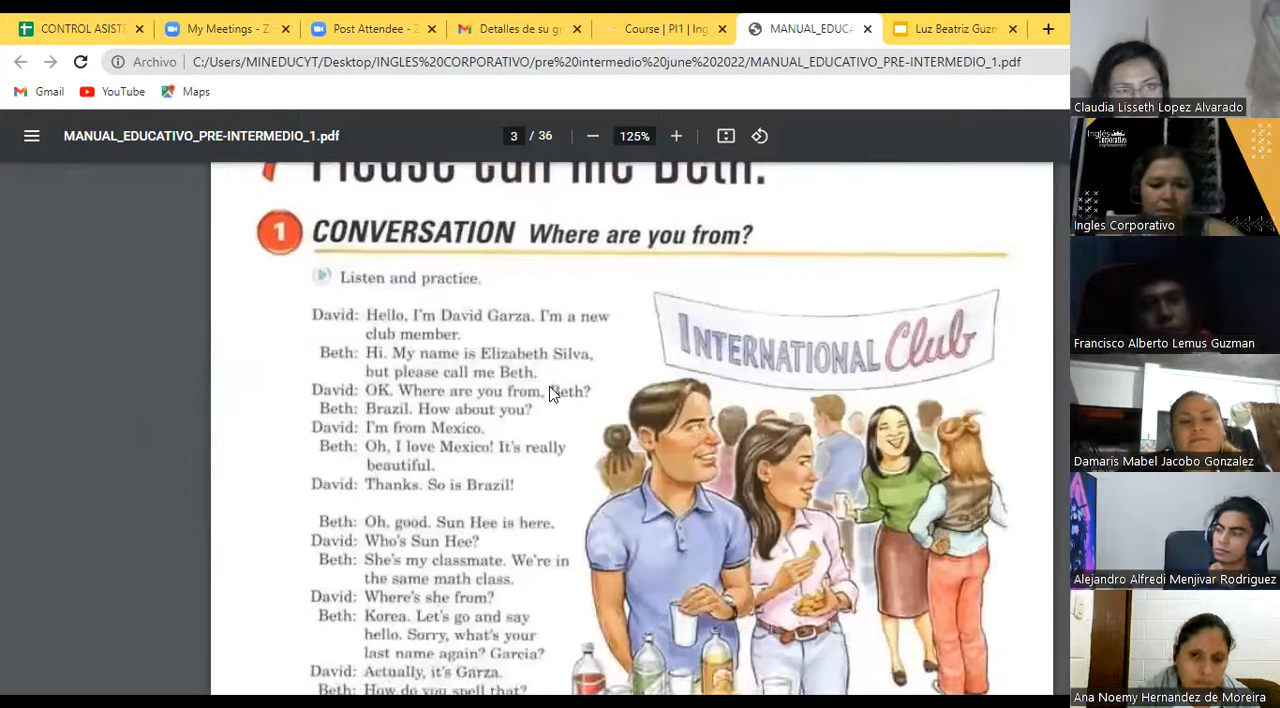 CONTROL ASIST
My Meetings - Zo
Post Attendee - Z
Detalles de su gr
Course | PI1 | Ing
MANUAL_EDUCA
Luz Beatriz Guzm
Archivo
C:/Users/MINEDUCYT/Desktop/INGLES%20CORPORATIVO/pre%20intermedio%20june%202022/MANUAL_EDUCATIVO_PRE-INTERMEDIO_1.pdf
Gmail
YouTube
Maps
MANUAL_EDUCATIVO_PRE-INTERMEDIO_1.pdf
3 / 36
125%
Please call me Beth.
1 CONVERSATION Where are you from?
Listen and practice.
David: Hello, I'm David Garza. I'm a new
club member.
Beth: Hi. My name is Elizabeth Silva,
but please call me Beth.
David: OK. Where are you from, Beth?
Beth: Brazil. How about you?
David: I'm from Mexico.
Beth: Oh, I love Mexico! It's really
beautiful.
David: Thanks. So is Brazil!
Beth: Oh, good. Sun Hee is here.
David: Who's Sun Hee?
Beth: She's my classmate. We're in
the same math class.
David: Where's she from?
Beth: Korea. Let's go and say
hello. Sorry, what's your
last name again? Garcia?
David: Actually, it's Garza.
Beth: How do you spell that?
INTERNATIONAL Club
Claudia Lisseth Lopez Alvarado
Inglés
Corporativo
Ingles Corporativo
Francisco Alberto Lemus Guzman
Damaris Mabel Jacobo Gonzalez
Alejandro Alfredi Menjivar Rodriguez
Ana Noemy Hernandez de Moreira